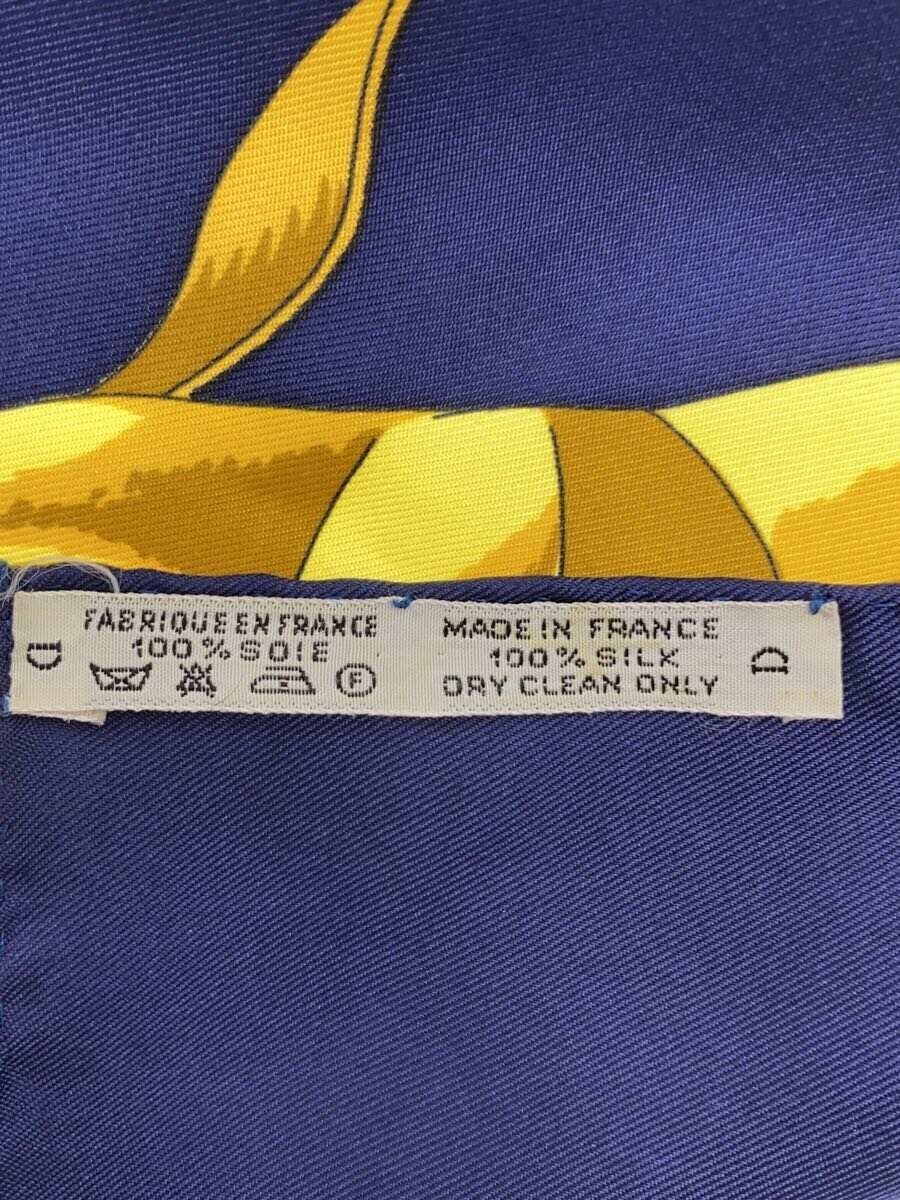 D
FABRIQUE EN FRANCE
100% SOIE
F
MADE IN FRANCE
100% SILK
DRY CLEAN ONLY
D